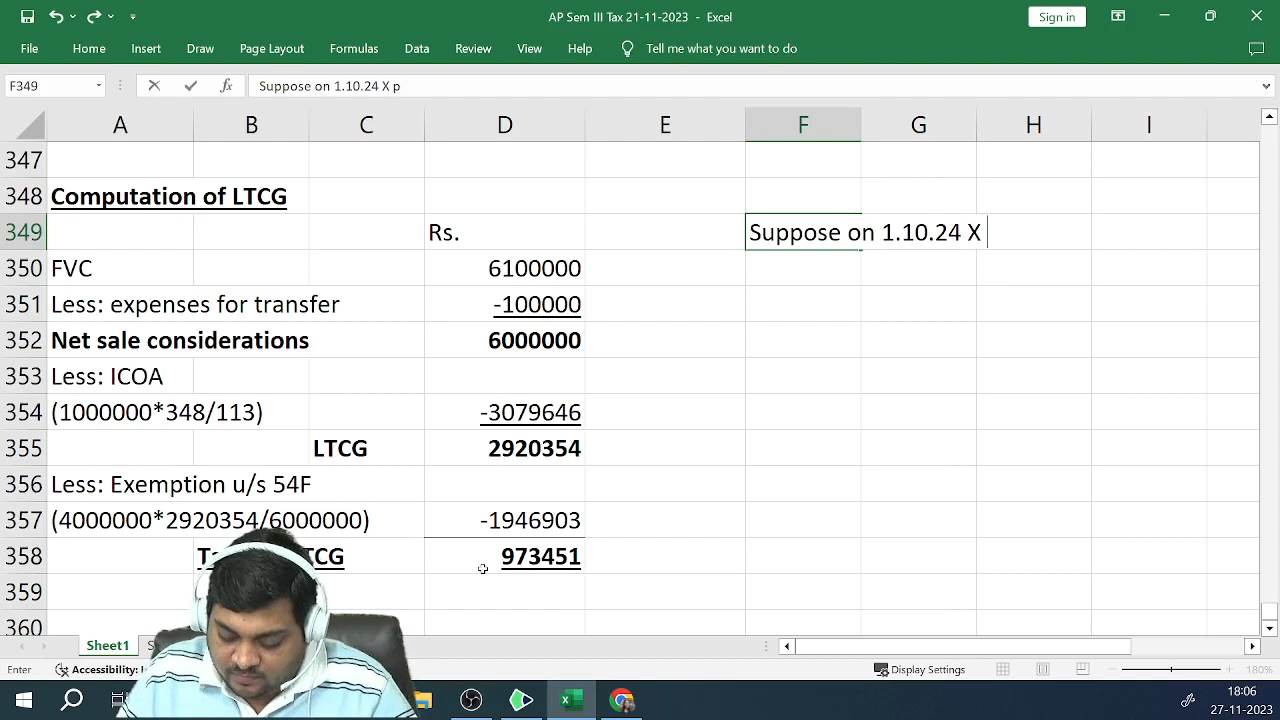 AP Sem III Tax 21-11-2023 - Excel
Sign in
File Home Insert Draw Page Layout Formulas Data Review View Help Tell me what you want to do
F349 fx Suppose on 1.10.24 X p
A B C D E F G H I
347
348 Computation of LTCG
349 Rs. Suppose on 1.10.24 X
350 FVC 6100000
351 Less: expenses for transfer -100000
352 Net sale considerations 6000000
353 Less: ICOA
354 (1000000*348/113) -3079646
355 LTCG 2920354
356 Less: Exemption u/s 54F
357 (4000000*2920354/6000000) -1946903
358 973451
359
360
Sheet1
Enter Accessibility: Display Settings 180%
18:06
27-11-2023